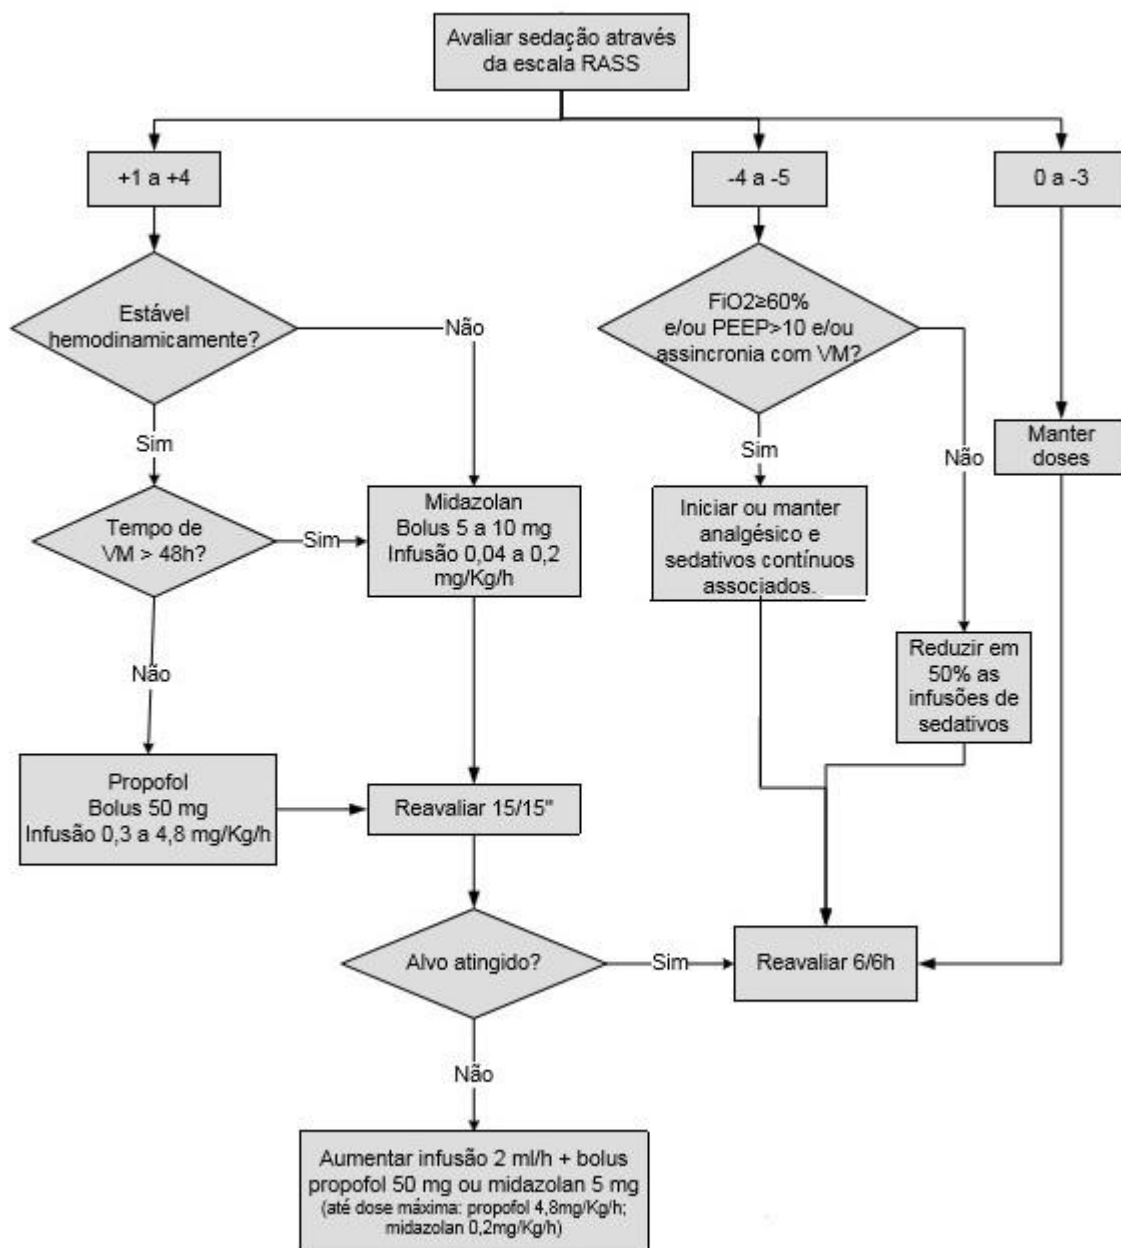 Avaliar sedação através
da escala RASS
+1 a +4
-4 a -5
0 a -3
Estável
hemodinamicamente?
Não
FiO2≥60%
e/ou PEEP>10 e/ou
assincronia com VM?
Sim
Sim
Não
Manter
doses
Tempo de
VM > 48h?
Sim
Midazolan
Bolus 5 a 10 mg
Infusão 0,04 a 0,2
mg/Kg/h
Iniciar ou manter
analgésico e
sedativos contínuos
associados.
Não
Reduzir em
50% as
infusões de
sedativos
Propofol
Bolus 50 mg
Infusão 0,3 a 4,8 mg/Kg/h
Reavaliar 15/15"
Alvo atingido?
Sim
Reavaliar 6/6h
Não
Aumentar infusão 2 ml/h + bolus
propofol 50 mg ou midazolan 5 mg
(até dose máxima: propofol 4,8mg/Kg/h;
midazolan 0,2mg/Kg/h)